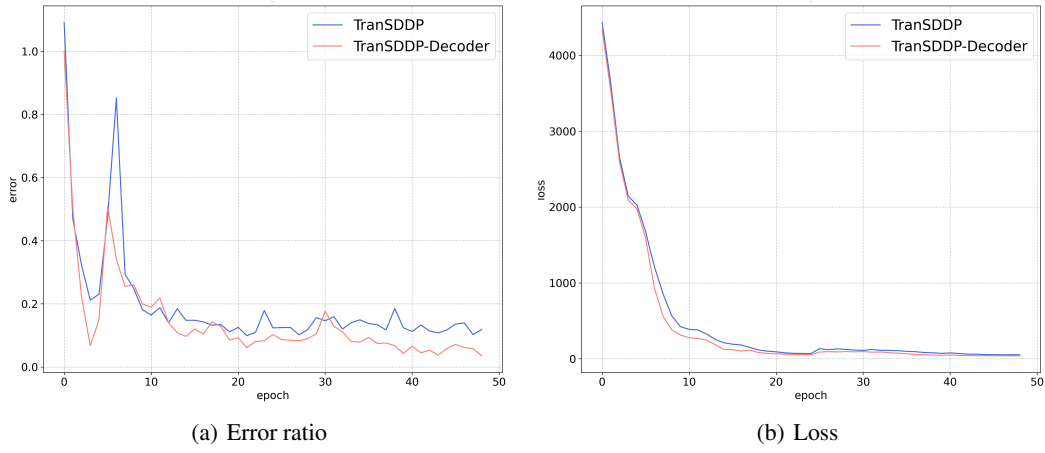 TranSDDP
TranSDDP-Decoder
1.0
0.8
0.6
0.4
0.2
0.0
error
0
10
20
30
40
50
epoch
(a) Error ratio
TranSDDP
TranSDDP-Decoder
4000
3000
2000
1000
0
loss
0
10
20
30
40
50
epoch
(b) Loss